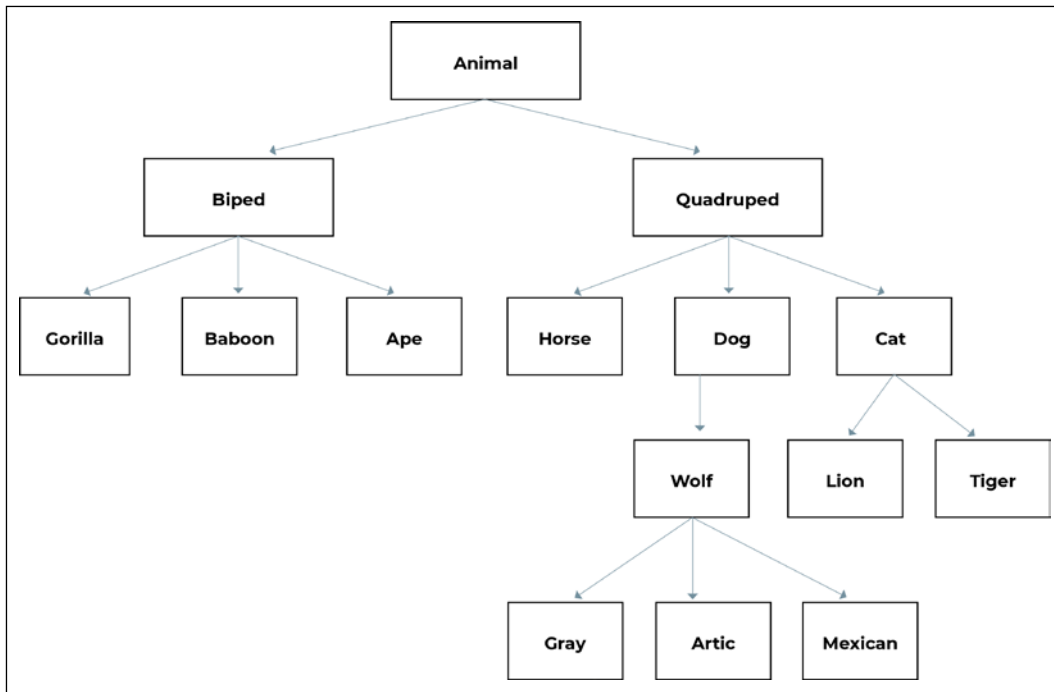 Animal
Biped
Quadruped
Gorilla
Baboon
Ape
Horse
Dog
Cat
Wolf
Lion
Tiger
Gray
Artic
Mexican